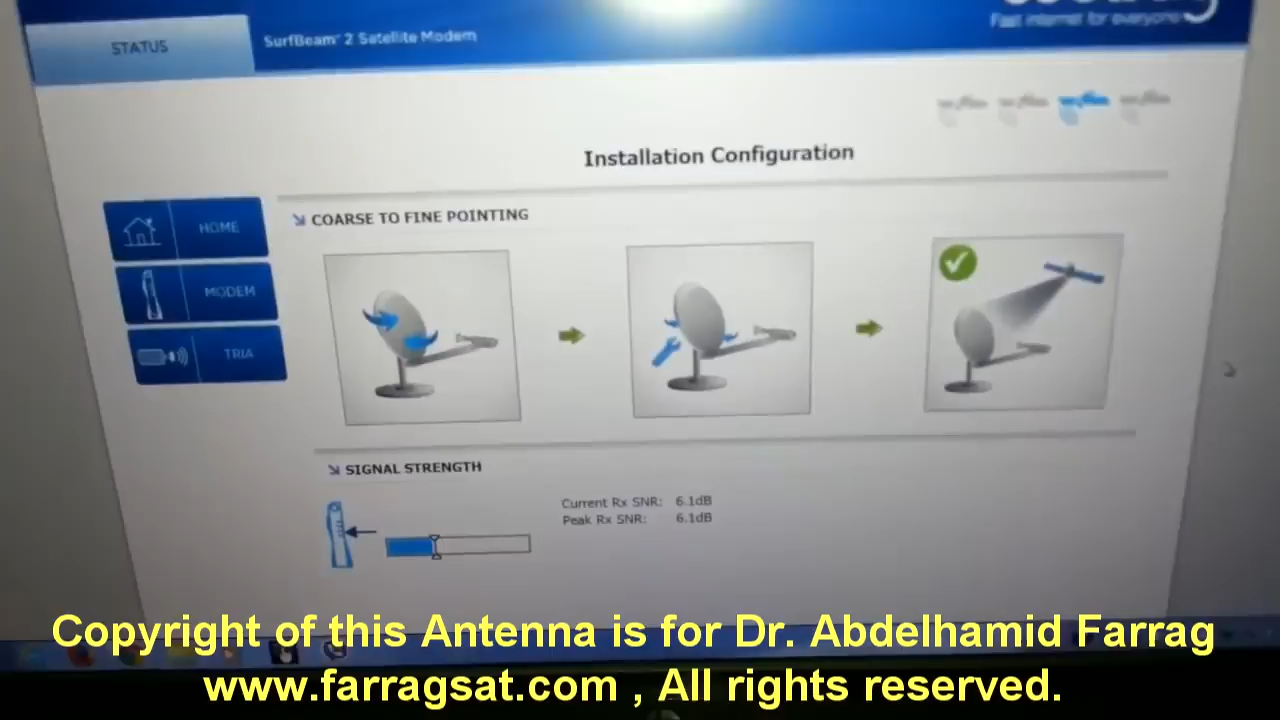 STATUS
SurfBeam® 2 Satellite Modem
Fast internet for everyone
Installation Configuration
HOME
MODEM
TRIA
COARSE TO FINE POINTING
SIGNAL STRENGTH
Current Rx SNR: 6.1dB
Peak Rx SNR: 6.1dB
Copyright of this Antenna is for Dr. Abdelhamid Farrag
www.farragsat.com , All rights reserved.